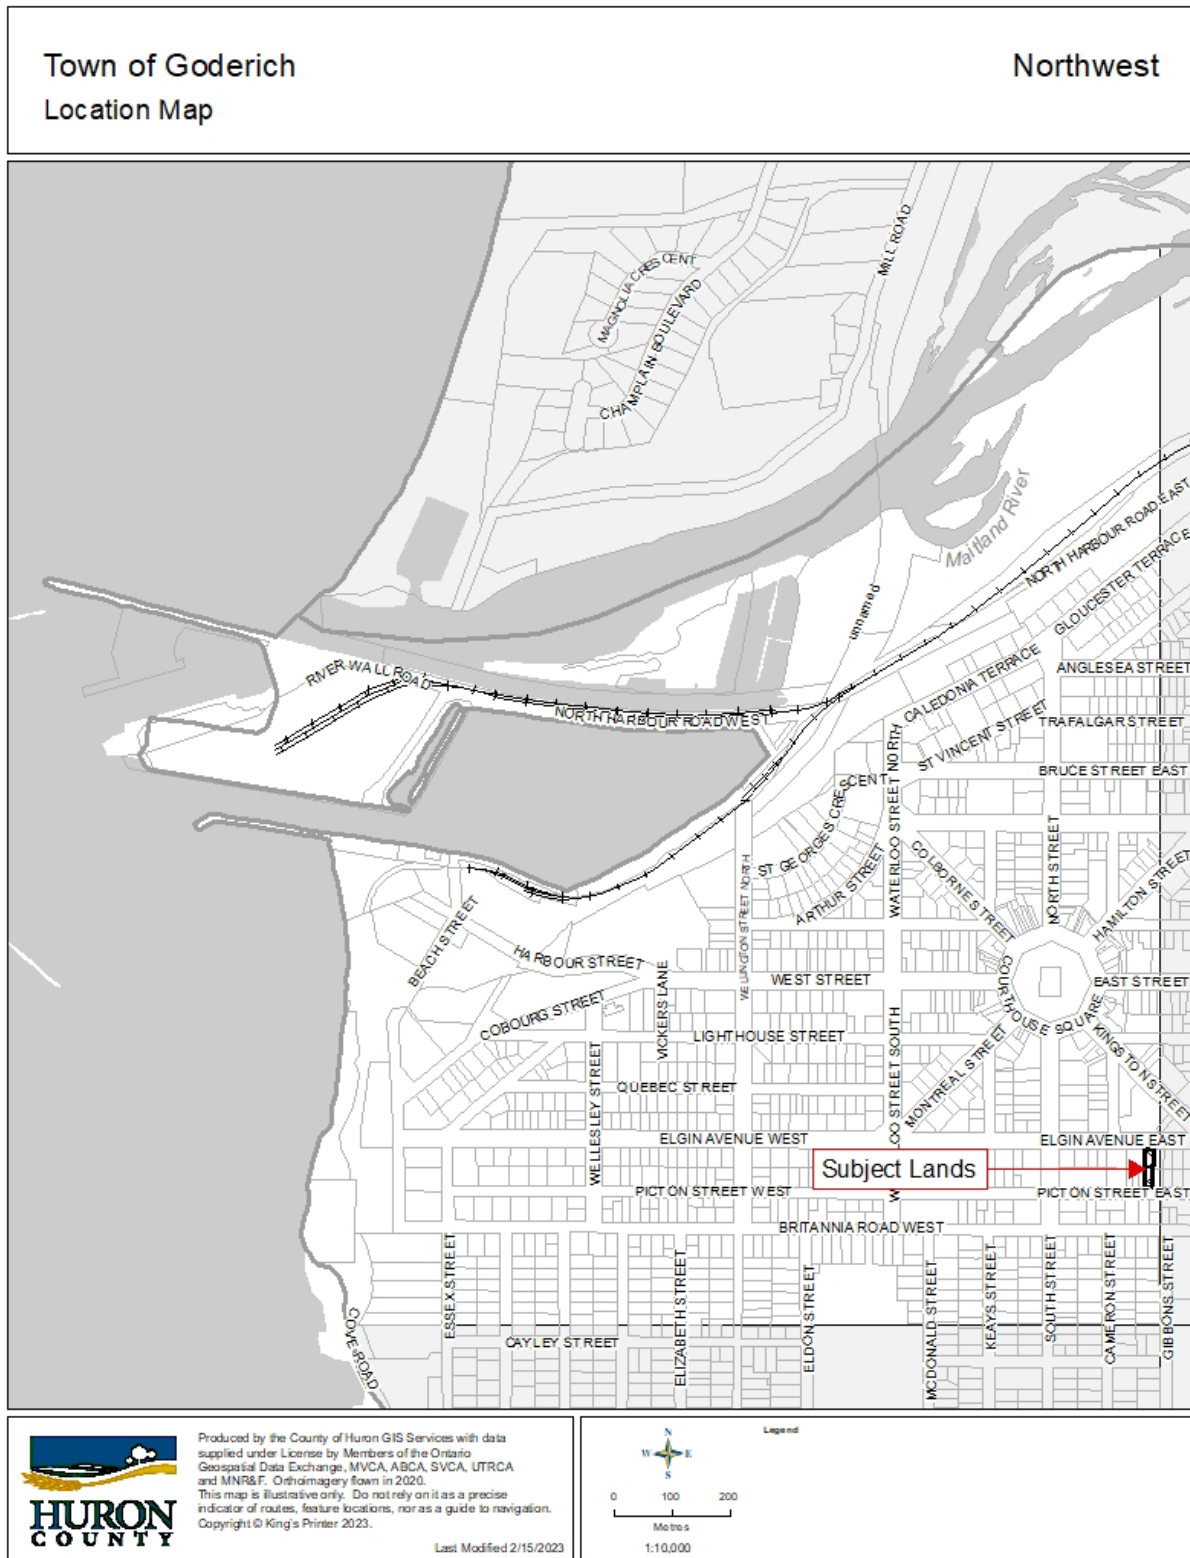 Town of Goderich
Northwest
Location Map
MAGNOLIA CRESCENT
CHAMPLAIN BOULEVARD
MILL ROAD
Maitland River
NORTH HARBOUR ROAD EAST
GLOUCESTER TERRACE
unnamed
ANGLESEA STREET
CALEDONIA TERRACE
RIVER WALL ROAD
NORTH HARBOUR ROAD WEST
ST VINCENT STREET
TRAFALGAR STREET
BRUCE STREET EAST
WATERLOO STREET NORTH
ST GEORGES CRESCENT
ARTHUR STREET
COLBORNE STREET
NORTH STREET
HAMILTON STREET
WELLINGTON STREET NORTH
BEACH STREET
HARBOUR STREET
VICKERS LANE
WEST STREET
COURTHOUSE SQUARE
EAST STREET
COBOURG STREET
LIGHTHOUSE STREET
MONTREAL STREET
KINGSTON STREET
WELLESLEY STREET
QUEBEC STREET
W
CO STREET SOUTH
ELGIN AVENUE WEST
ELGIN AVENUE EAST
Subject Lands
PICTON STREET WEST
PICTON STREET EAST
BRITANNIA ROAD WEST
ESSEX STREET
ELIZABETH STREET
ELDON STREET
MCDONALD STREET
KEAYS STREET
SOUTH STREET
CAMERON STREET
GIBBONS STREET
COVE ROAD
CAYLEY STREET
HURON
COUNTY
Produced by the County of Huron GIS Services with data
supplied under License by Members of the Ontario
Geospatial Data Exchange, MVCA, ABCA, SVCA, UTRCA
and MNR&F. Orthoimagery flown in 2020.
This map is illustrative only. Do not rely on it as a precise
indicator of routes, feature locations, nor as a guide to navigation.
Copyright © King's Printer 2023.
Last Modified 2/15/2023
Legend
N
W E
S
0 100 200
Metres
1:10,000